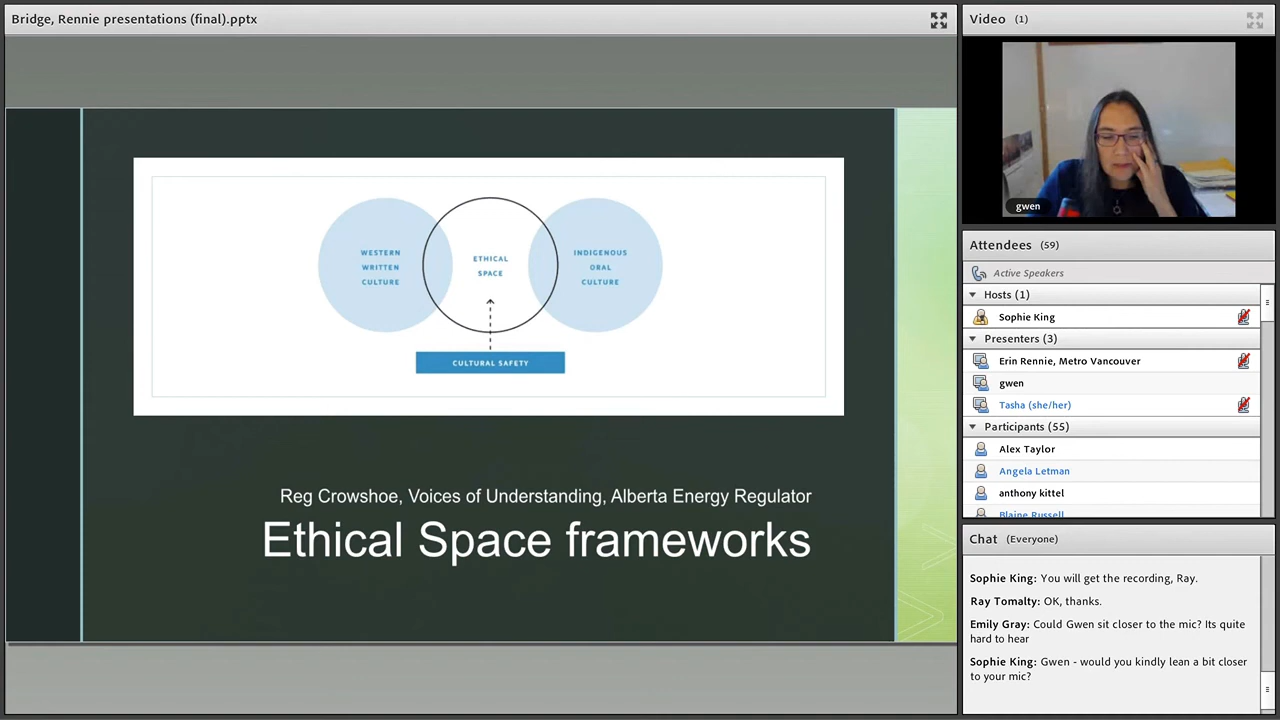 Bridge, Rennie presentations (final).pptx
WESTERN
WRITTEN
CULTURE
ETHICAL
SPACE
INDIGENOUS
ORAL
CULTURE
CULTURAL SAFETY
Reg Crowshoe, Voices of Understanding, Alberta Energy Regulator
Ethical Space frameworks
Video (1)
gwen
Attendees (59)
Active Speakers
Hosts (1)
Sophie King
Presenters (3)
Erin Rennie, Metro Vancouver
gwen
Tasha (she/her)
Participants (55)
Alex Taylor
Angela Letman
anthony kittel
Blaine Russell
Chat (Everyone)
Sophie King: You will get the recording, Ray.
Ray Tomalty: OK, thanks.
Emily Gray: Could Gwen sit closer to the mic? Its quite
hard to hear
Sophie King: Gwen - would you kindly lean a bit closer
to your mic?